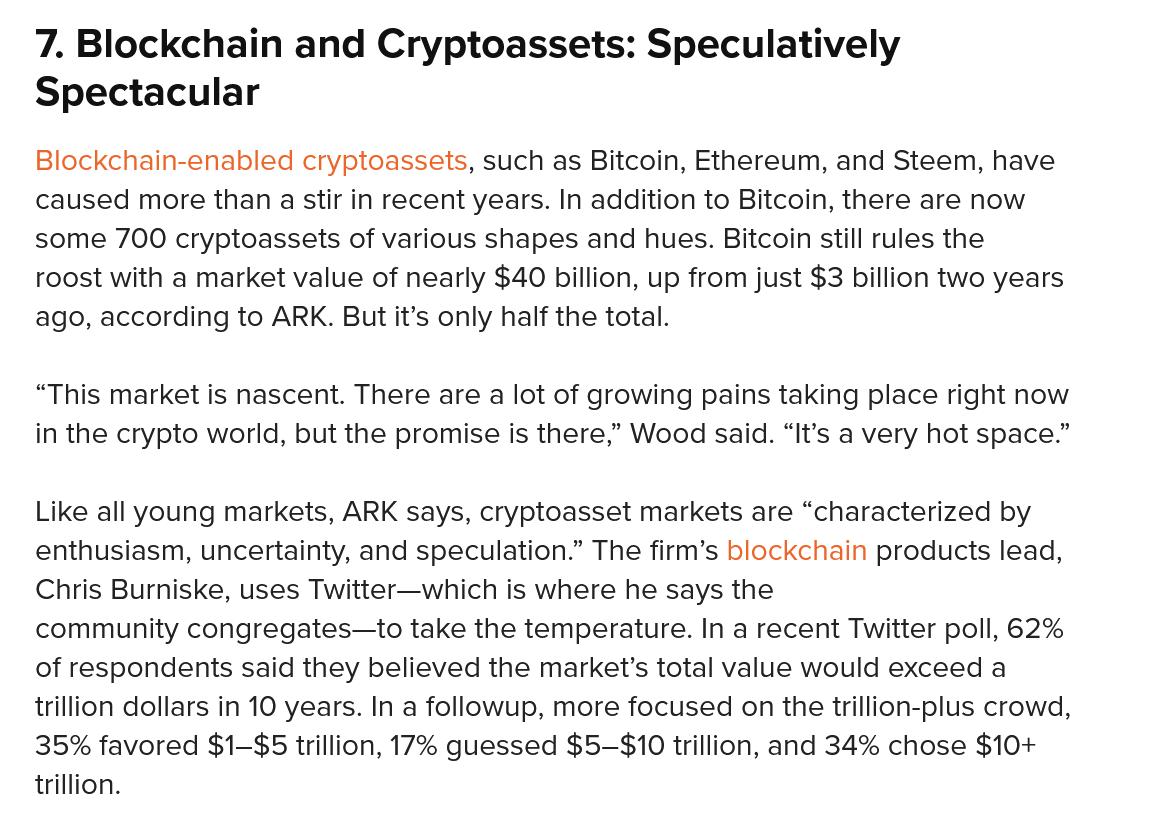 7. Blockchain and Cryptoassets: Speculatively
Spectacular
Blockchain-enabled cryptoassets, such as Bitcoin, Ethereum, and Steem, have
caused more than a stir in recent years. In addition to Bitcoin, there are now
some 700 cryptoassets of various shapes and hues. Bitcoin still rules the
roost with a market value of nearly $40 billion, up from just $3 billion two years
ago, according to ARK. But it’s only half the total.
“This market is nascent. There are a lot of growing pains taking place right now
in the crypto world, but the promise is there,” Wood said. “It’s a very hot space.”
Like all young markets, ARK says, cryptoasset markets are “characterized by
enthusiasm, uncertainty, and speculation.” The firm’s blockchain products lead,
Chris Burniske, uses Twitter—which is where he says the
community congregates—to take the temperature. In a recent Twitter poll, 62%
of respondents said they believed the market’s total value would exceed a
trillion dollars in 10 years. In a followup, more focused on the trillion-plus crowd,
35% favored $1–$5 trillion, 17% guessed $5–$10 trillion, and 34% chose $10+
trillion.